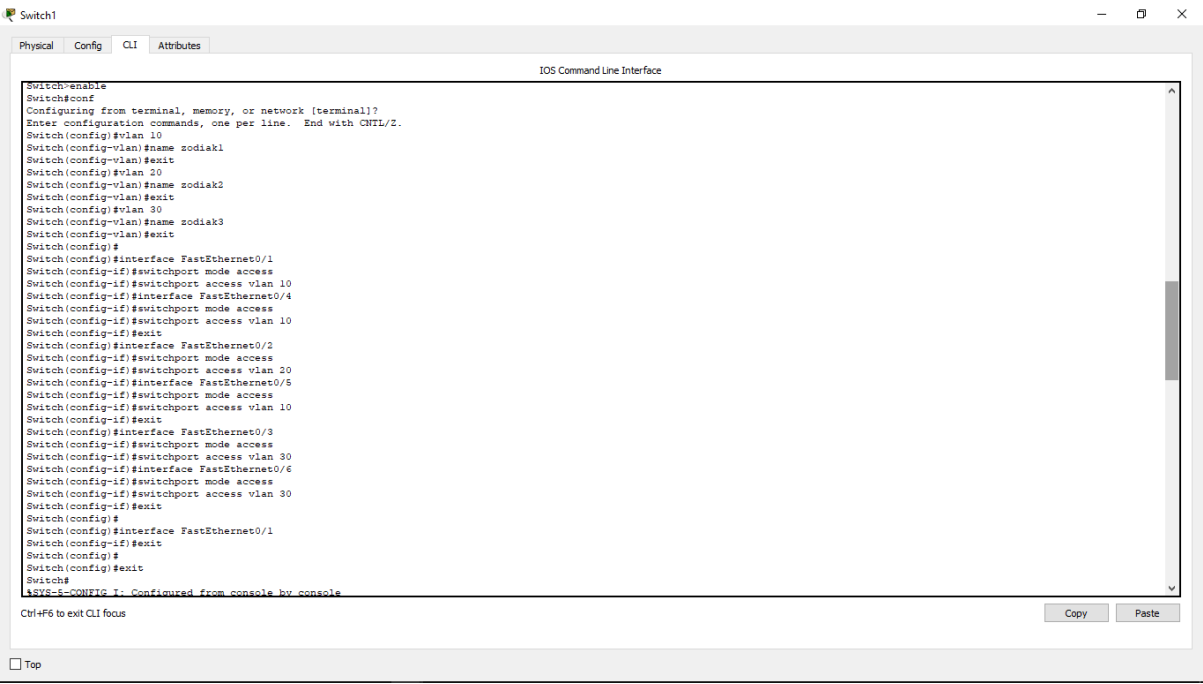 Switch1
Physical Config CLI Attributes
IOS Command Line Interface
Switch>enable
Switch#conf
Configuring from terminal, memory, or network [terminal]?
Enter configuration commands, one per line.  End with CNTL/Z.
Switch(config)#vlan 10
Switch(config-vlan)#name zodiak1
Switch(config-vlan)#exit
Switch(config)#vlan 20
Switch(config-vlan)#name zodiak2
Switch(config-vlan)#exit
Switch(config)#vlan 30
Switch(config-vlan)#name zodiak3
Switch(config-vlan)#exit
Switch(config)#
Switch(config)#interface FastEthernet0/1
Switch(config-if)#switchport mode access
Switch(config-if)#switchport access vlan 10
Switch(config-if)#interface FastEthernet0/4
Switch(config-if)#switchport mode access
Switch(config-if)#switchport access vlan 10
Switch(config-if)#exit
Switch(config)#interface FastEthernet0/2
Switch(config-if)#switchport mode access
Switch(config-if)#switchport access vlan 20
Switch(config-if)#interface FastEthernet0/5
Switch(config-if)#switchport mode access
Switch(config-if)#switchport access vlan 10
Switch(config-if)#exit
Switch(config)#interface FastEthernet0/3
Switch(config-if)#switchport mode access
Switch(config-if)#switchport access vlan 30
Switch(config-if)#interface FastEthernet0/6
Switch(config-if)#switchport mode access
Switch(config-if)#switchport access vlan 30
Switch(config-if)#exit
Switch(config)#
Switch(config)#interface FastEthernet0/1
Switch(config-if)#exit
Switch(config)#
Switch(config)#exit
Switch#
%SYS-5-CONFIG_I: Configured from console by console
Ctrl+F6 to exit CLI focus
Copy Paste
Top